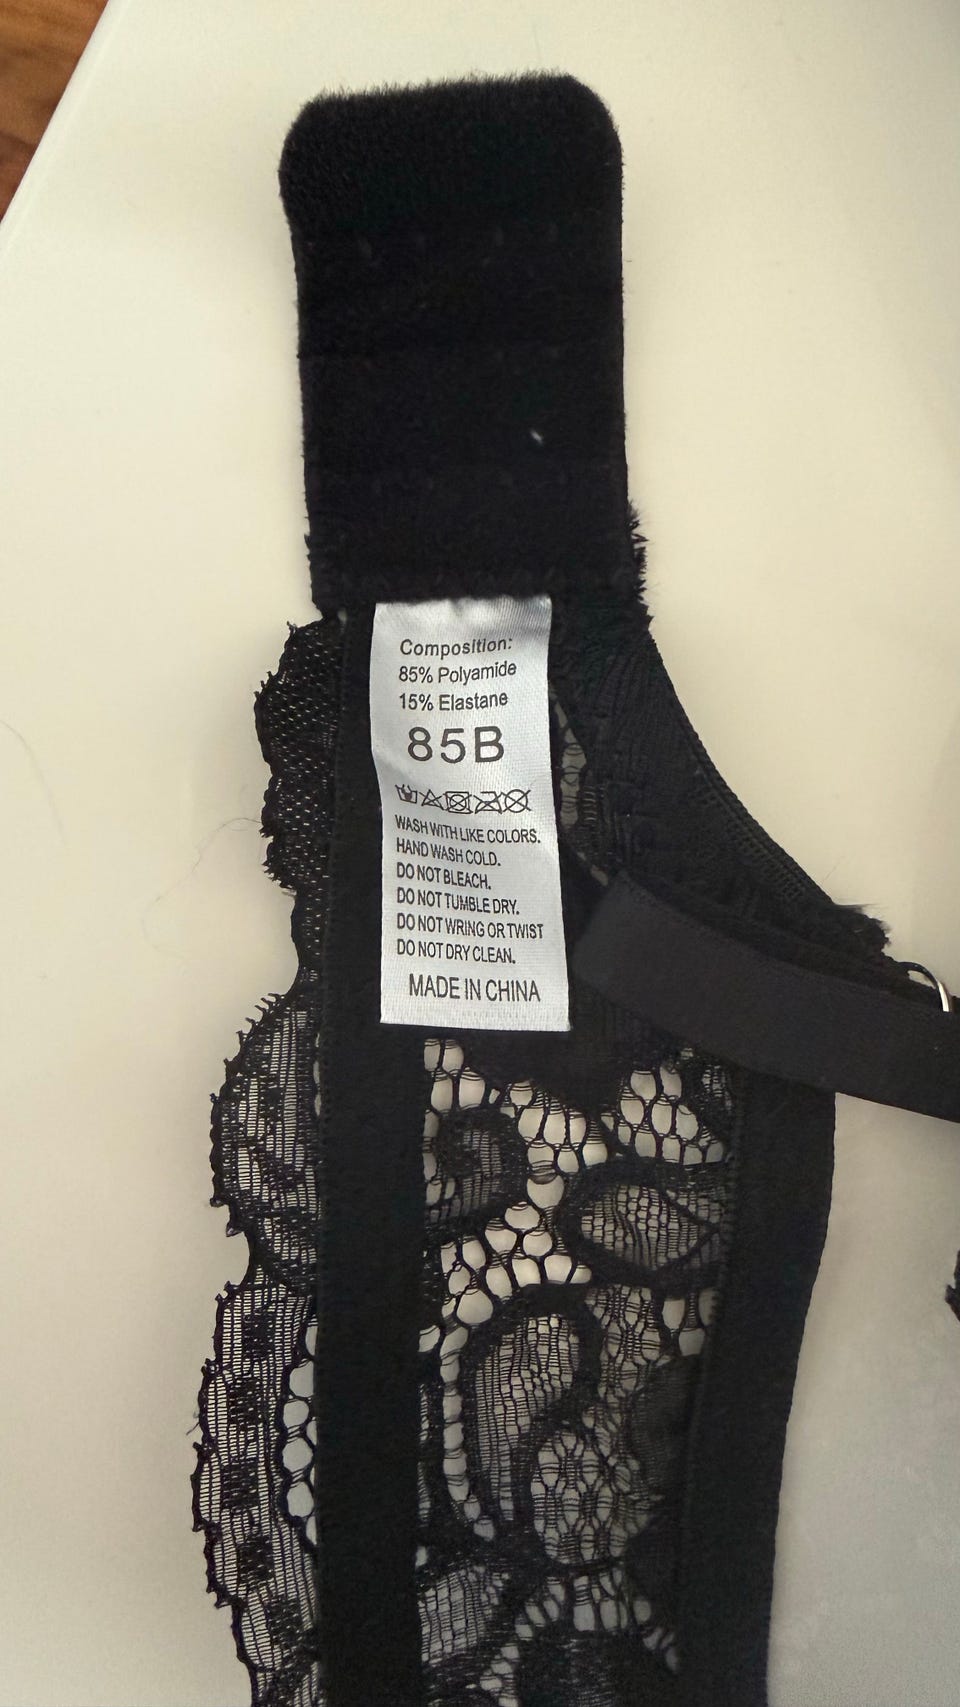 Composition:
85% Polyamide
15% Elastane
85B
WASH WITH LIKE COLORS.
HAND WASH COLD.
DO NOT BLEACH.
DO NOT TUMBLE DRY.
DO NOT WRING OR TWIST
DO NOT DRY CLEAN.
MADE IN CHINA